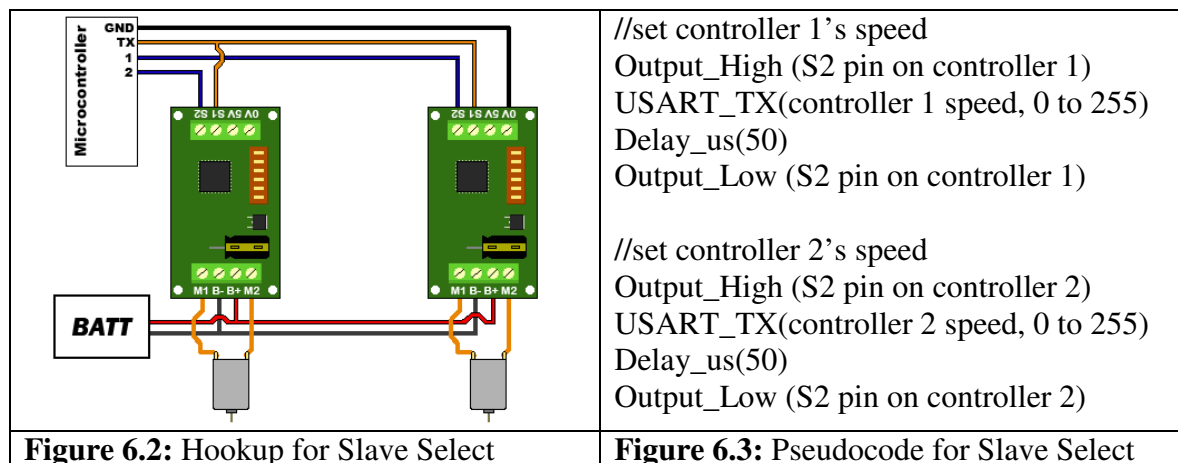 Microcontroller
GND
TX
1
2
S2 S1 5V 0V
S2 S1 5V 0V
M1 B- B+ M2
M1 B- B+ M2
BATT
Figure 6.2: Hookup for Slave Select
//set controller 1’s speed
Output_High (S2 pin on controller 1)
USART_TX(controller 1 speed, 0 to 255)
Delay_us(50)
Output_Low (S2 pin on controller 1)
//set controller 2’s speed
Output_High (S2 pin on controller 2)
USART_TX(controller 2 speed, 0 to 255)
Delay_us(50)
Output_Low (S2 pin on controller 2)
Figure 6.3: Pseudocode for Slave Select